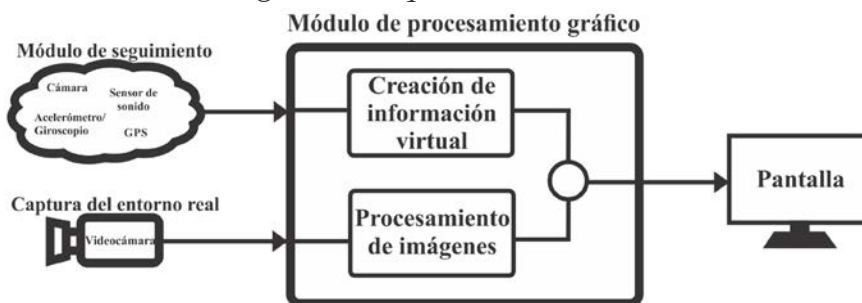 Módulo de procesamiento gráfico
Módulo de seguimiento
Cámara
Sensor de
sonido
Acelerómetro/
Giroscopio
GPS
Creación de
información
virtual
Captura del entorno real
Videocámara
Procesamiento
de imágenes
Pantalla